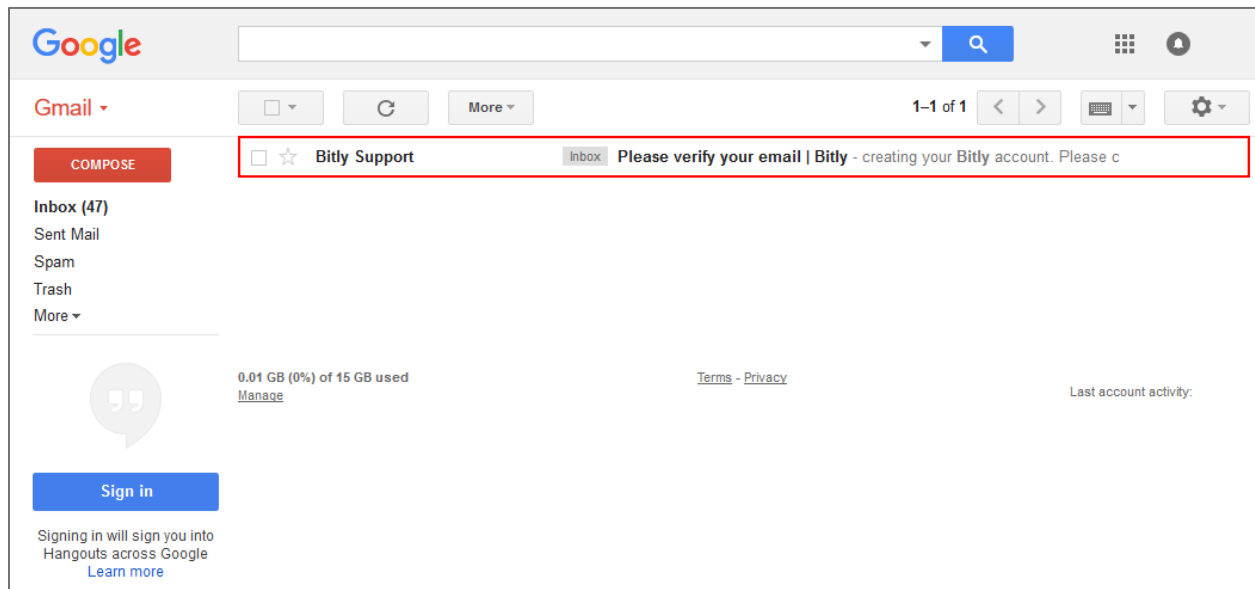 Google
Gmail
More
1–1 of 1
COMPOSE
Bitly Support Inbox Please verify your email | Bitly - creating your Bitly account. Please c
Inbox (47)
Sent Mail
Spam
Trash
More
0.01 GB (0%) of 15 GB used
Manage
Terms - Privacy
Last account activity:
Sign in
Signing in will sign you into
Hangouts across Google
Learn more